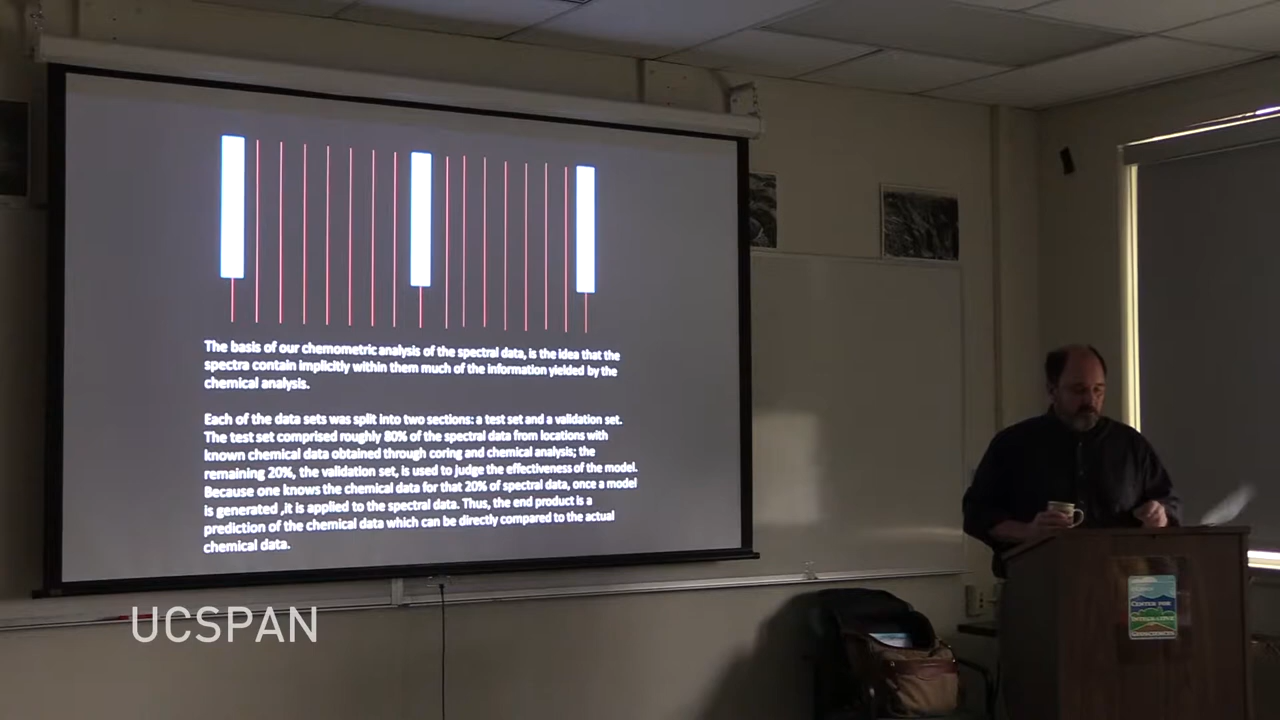 The basis of our chemometric analysis of the spectral data, is the idea that the
spectra contain implicitly within them much of the information yielded by the
chemical analysis.
Each of the data sets was split into two sections: a test set and a validation set.
The test set comprised roughly 80% of the spectral data from locations with
known chemical data obtained through coring and chemical analysis; the
remaining 20%, the validation set, is used to judge the effectiveness of the model.
Because one knows the chemical data for that 20% of spectral data, once a model
is generated ,it is applied to the spectral data. Thus, the end product is a
prediction of the chemical data which can be directly compared to the actual
chemical data.
UCSPAN
CENTER FOR
INTEGRATIVE
GEOSCIENCES